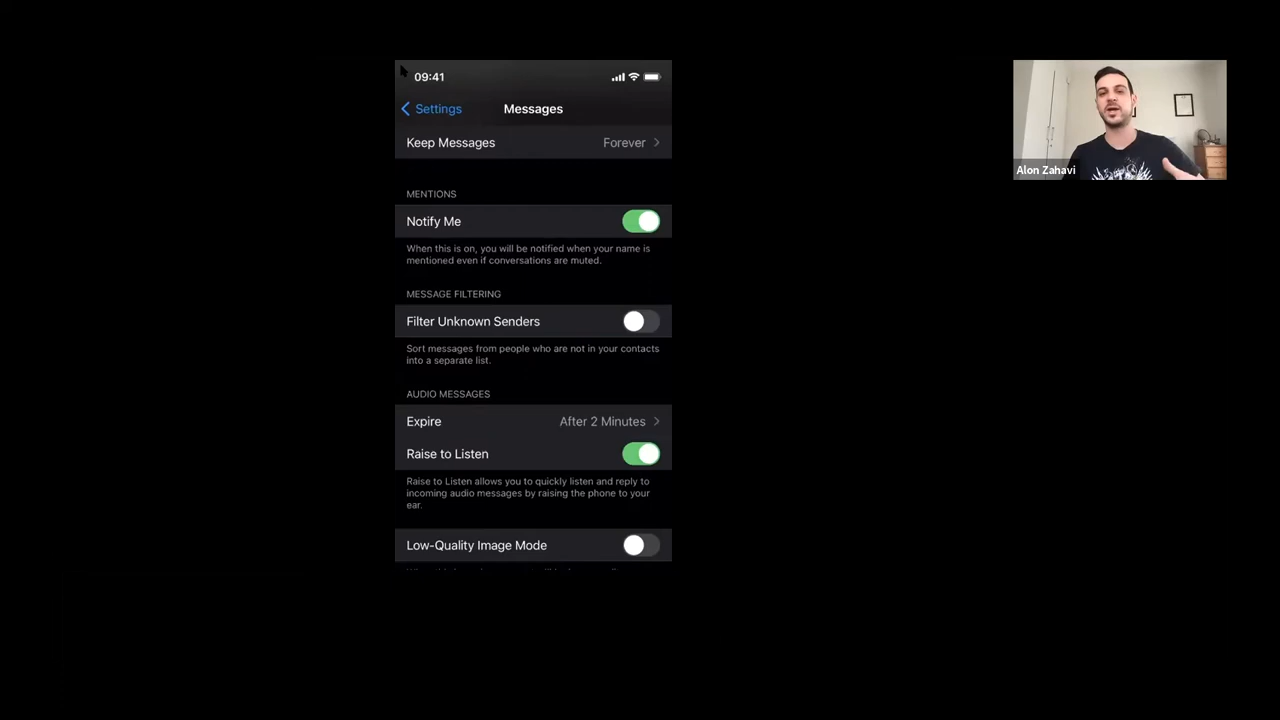 09:41
Settings
Messages
Keep Messages
Forever
MENTIONS
Notify Me
When this is on, you will be notified when your name is
mentioned even if conversations are muted.
MESSAGE FILTERING
Filter Unknown Senders
Sort messages from people who are not in your contacts
into a separate list.
AUDIO MESSAGES
Expire
After 2 Minutes
Raise to Listen
Raise to Listen allows you to quickly listen and reply to
incoming audio messages by raising the phone to your
ear.
Low-Quality Image Mode
Alon Zahavi